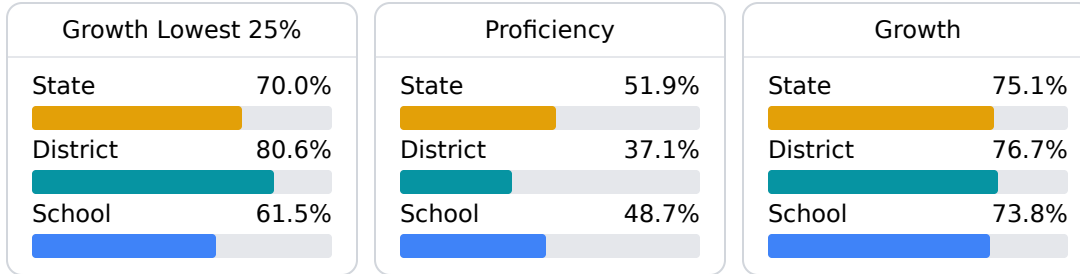 Growth Lowest 25%
State 70.0%
District 80.6%
School 61.5%
Proficiency
State 51.9%
District 37.1%
School 48.7%
Growth
State 75.1%
District 76.7%
School 73.8%